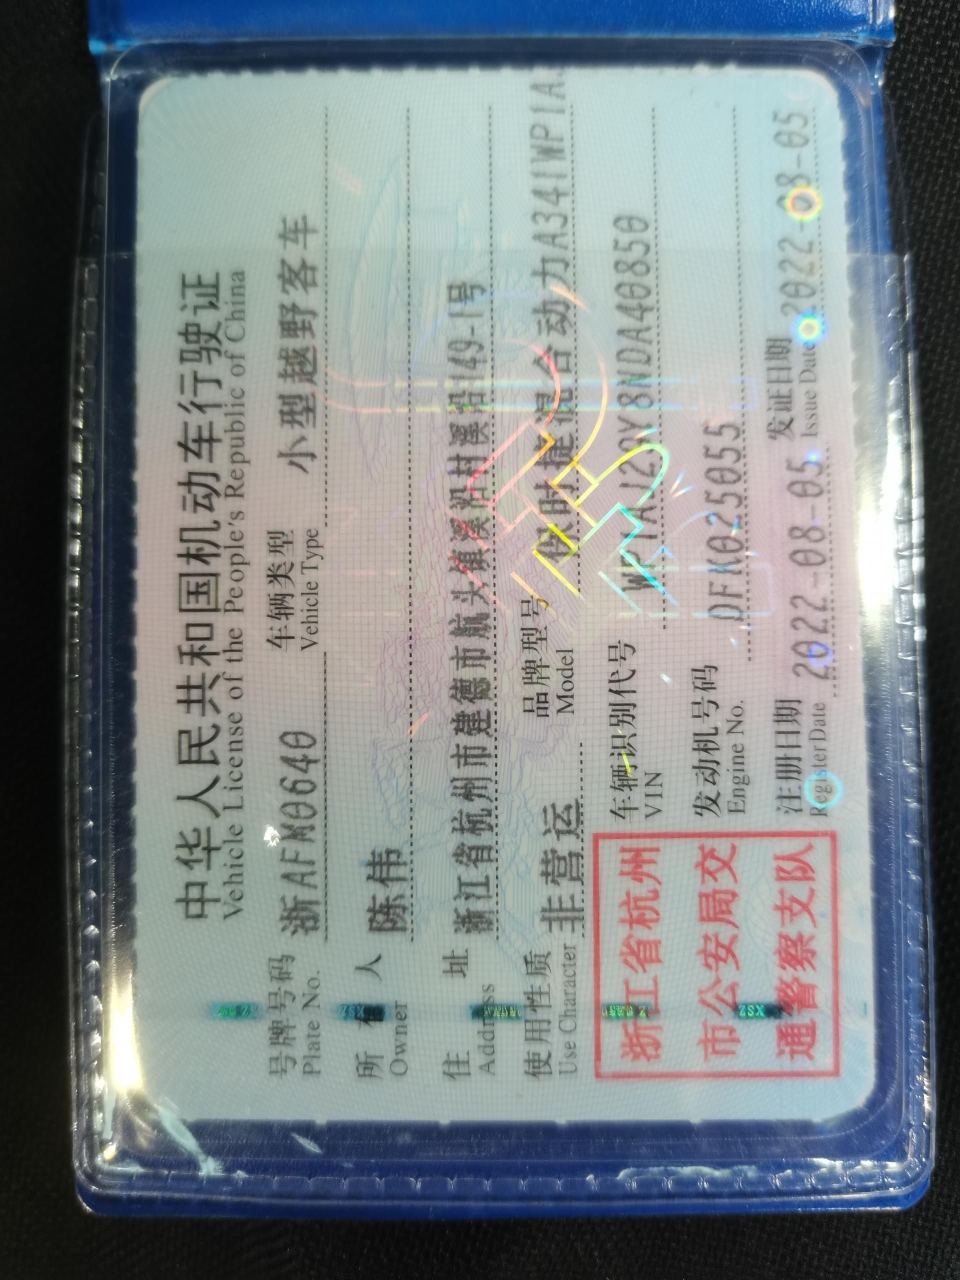 中华人民共和国机动车行驶证
Vehicle License of the People's Republic of China
号牌号码 浙AFM0640 车辆类型 小型越野客车
Plate No. Vehicle Type
所有人 陈伟
Owner
住址 浙江省杭州市建德市航头镇溪沿村溪沿149-1号
Address
使用性质 非营运 品牌型号 保时捷混合动力A341WP1A
Use Character Model
浙江省杭州
市公安局交
通警察支队
车辆识别代号 WP1A129Y8NDA40850
VIN
发动机号码 DFK025055
Engine No.
注册日期 2022-08-05 发证日期 2022-08-05
Register Date Issue Date